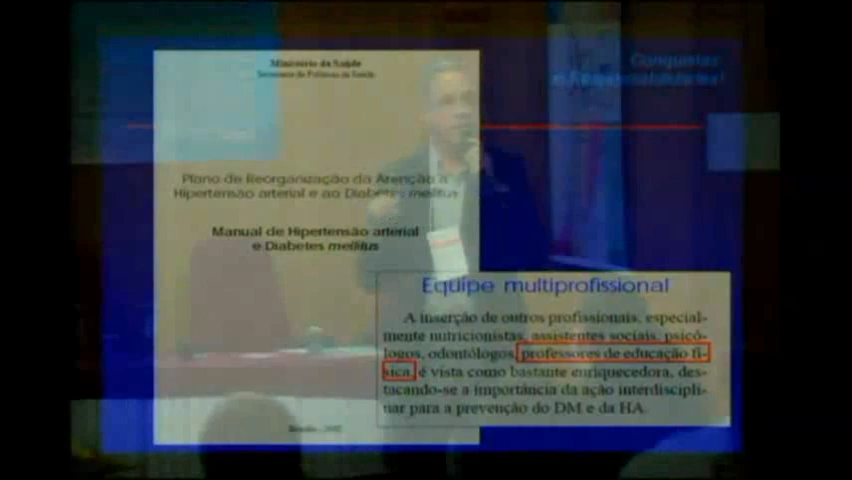 Ministério da Saúde
Secretaria de Políticas de Saúde
Conquistas
e Responsabilidades!
Plano de Reorganização da Atenção à
Hipertensão arterial e ao Diabetes mellitus
Manual de Hipertensão arterial
e Diabetes mellitus
Equipe multiprofissional
A inserção de outros profissionais, especial-
mente nutricionistas, assistentes sociais, psicó-
logos, odontólogos, professores de educação fí-
sica, é vista como bastante enriquecedora, des-
tacando-se a importância da ação interdiscipli-
nar para a prevenção do DM e da HA.